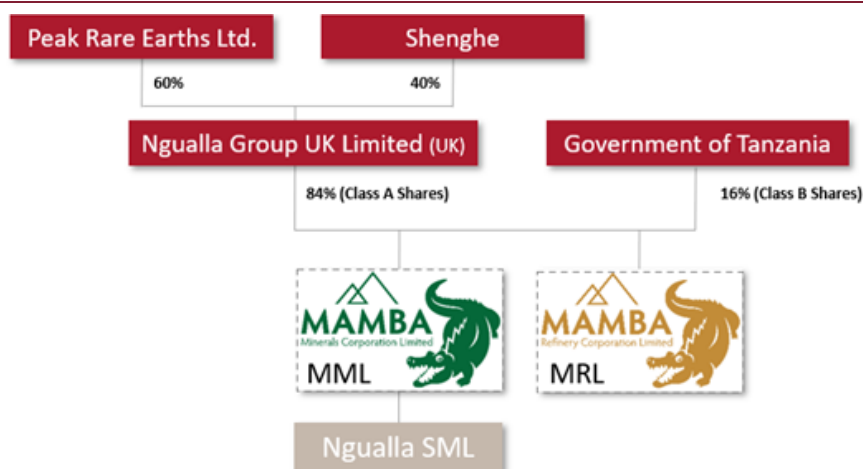 Peak Rare Earths Ltd.
Shenghe
60%
40%
Ngualla Group UK Limited (UK)
Government of Tanzania
84% (Class A Shares)
16% (Class B Shares)
MAMBA
Minerals Corporation Limited
MML
MAMBA
Refinery Corporation Limited
MRL
Ngualla SML